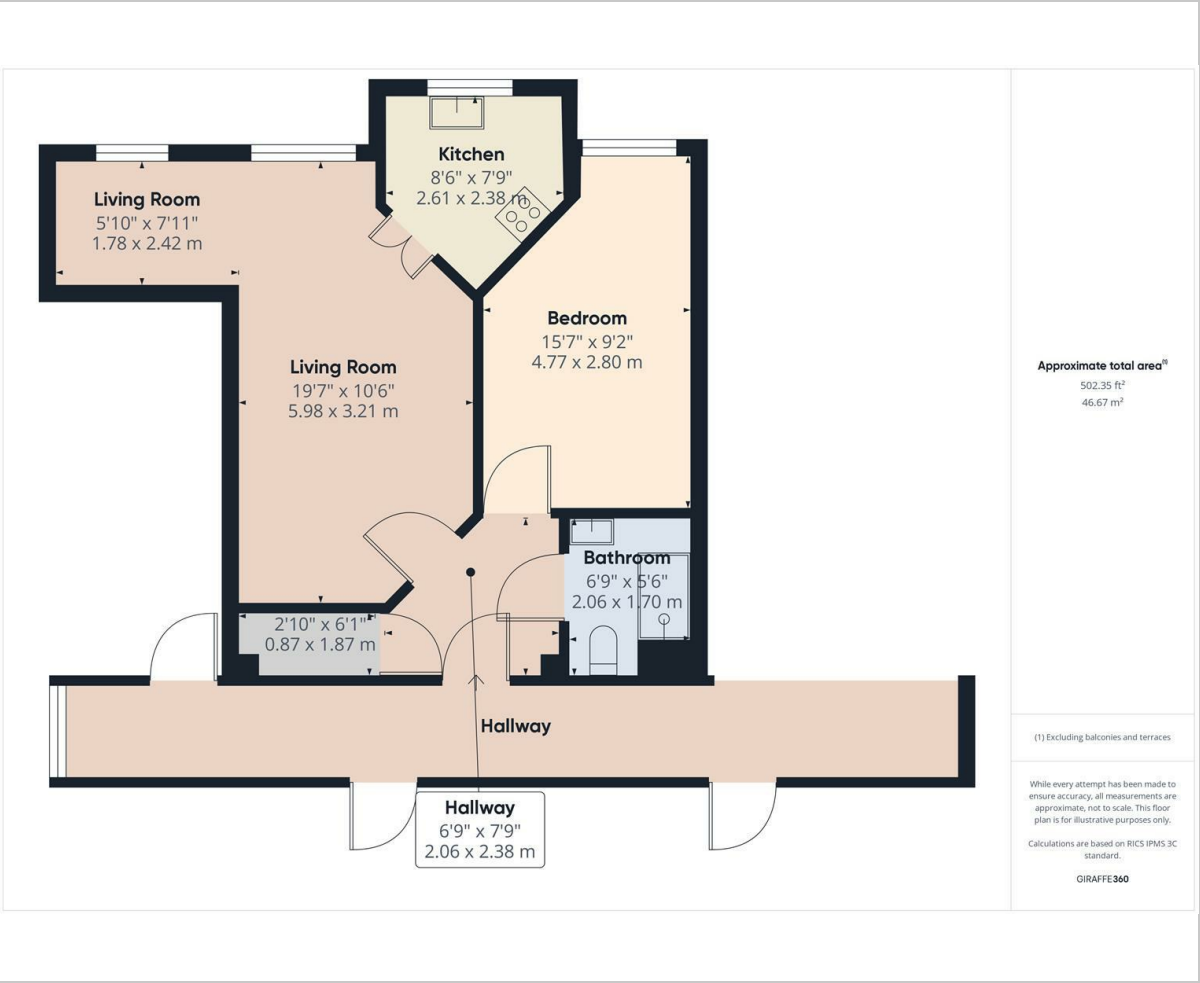 Kitchen
8'6" x 7'9"
2.61 x 2.38 m
Living Room
5'10" x 7'11"
1.78 x 2.42 m
Bedroom
15'7" x 9'2"
4.77 x 2.80 m
Living Room
19'7" x 10'6"
5.98 x 3.21 m
Bathroom
6'9" x 5'6"
2.06 x 1.70 m
2'10" x 6'1"
0.87 x 1.87 m
Hallway
Hallway
6'9" x 7'9"
2.06 x 2.38 m
Approximate total area⁽¹⁾
502.35 ft²
46.67 m²
(1) Excluding balconies and terraces
While every attempt has been made to
ensure accuracy, all measurements are
approximate, not to scale. This floor
plan is for illustrative purposes only.
Calculations are based on RICS IPMS 3C
standard.
GIRAFFE360